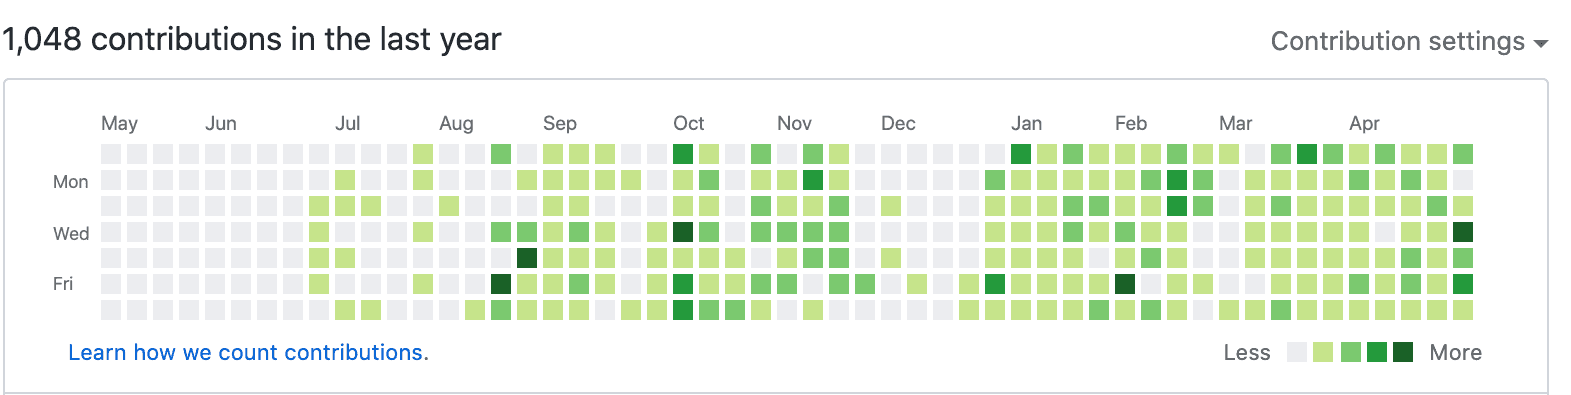 1,048 contributions in the last year
Contribution settings
May Jun Jul Aug Sep Oct Nov Dec Jan Feb Mar Apr
Mon
Wed
Fri
Learn how we count contributions.
Less More